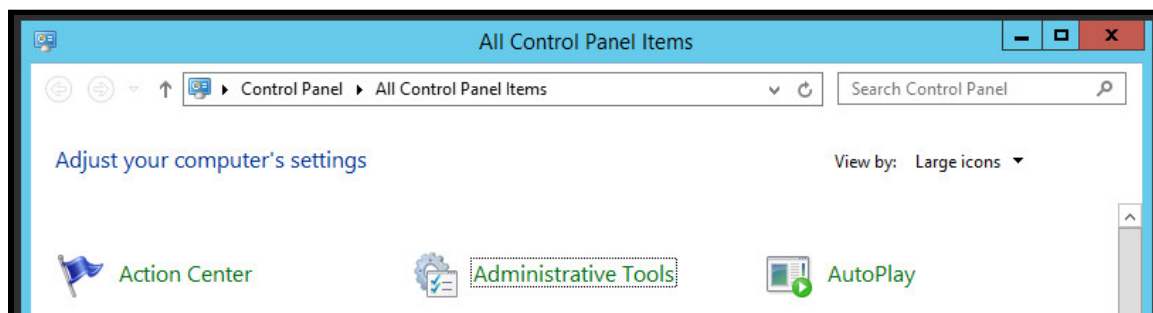 All Control Panel Items
Control Panel All Control Panel Items
Search Control Panel
Adjust your computer's settings
View by: Large icons
Action Center
Administrative Tools
AutoPlay